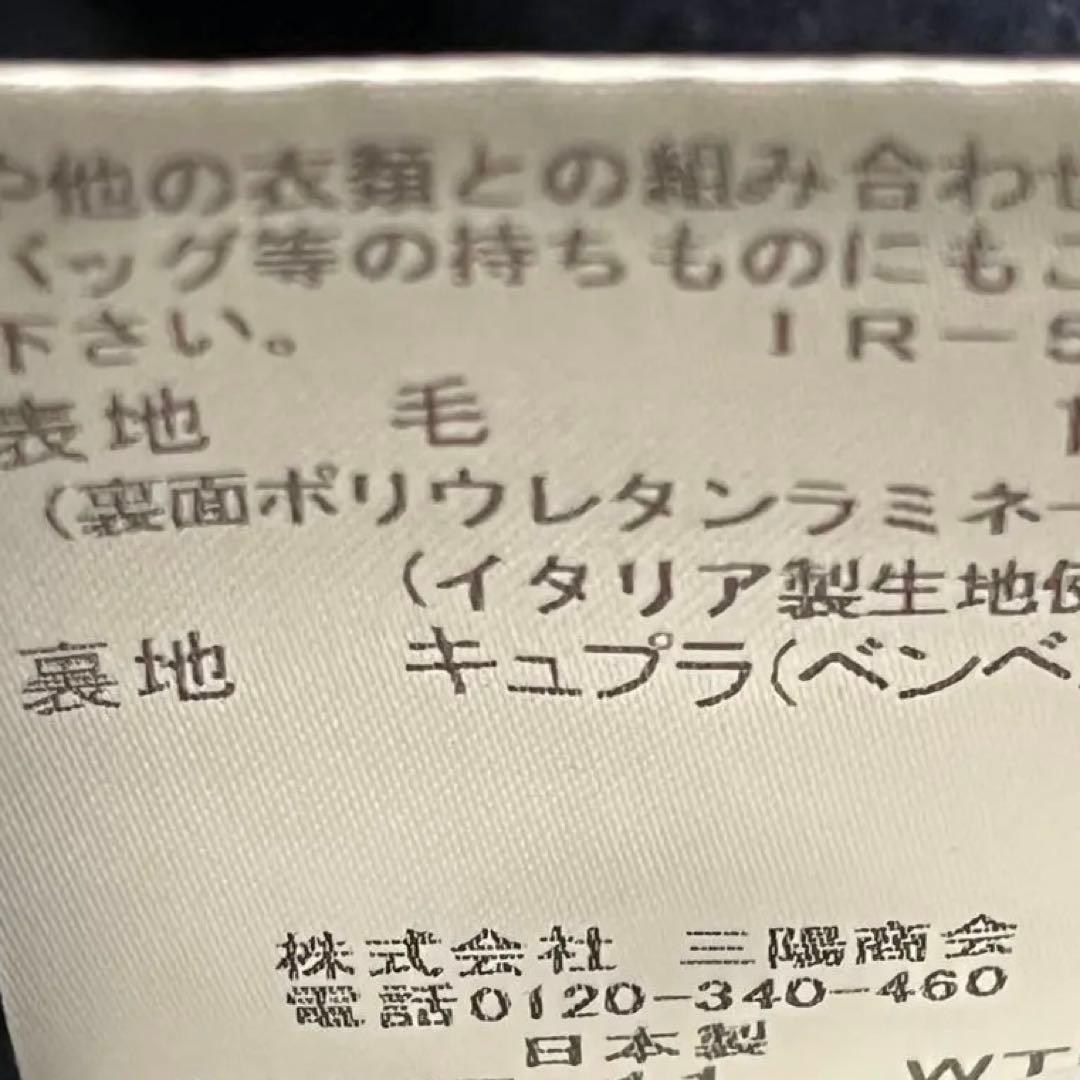 や他の衣類との組み合わせ
バッグ等の持ちものにもご
下さい。 IR-S
表地 毛
(裏面ポリウレタンラミネー
(イタリア製生地使
裏地 キュプラ(ベンベ
株式会社 三陽商会
電話0120-340-460
日本製
WT